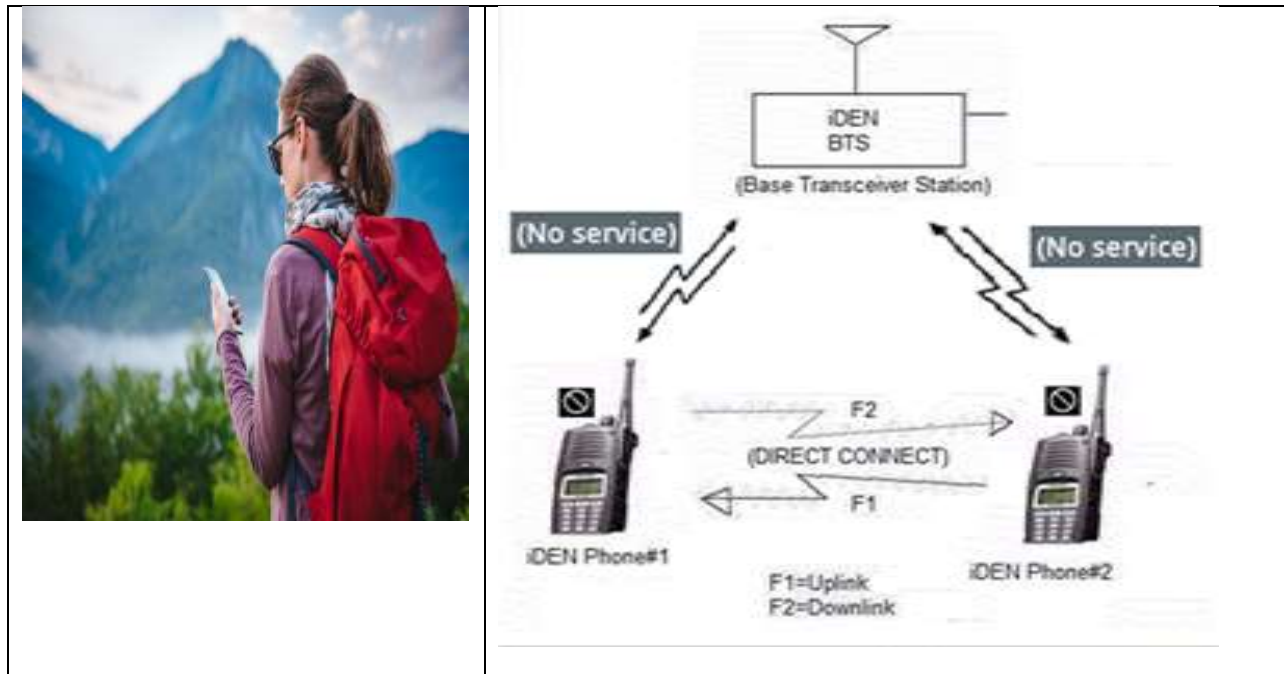 iDEN
BTS
(Base Transceiver Station)
(No service)
(No service)
F2
(DIRECT CONNECT)
F1
iDEN Phone#1
iDEN Phone#2
F1=Uplink
F2=Downlink